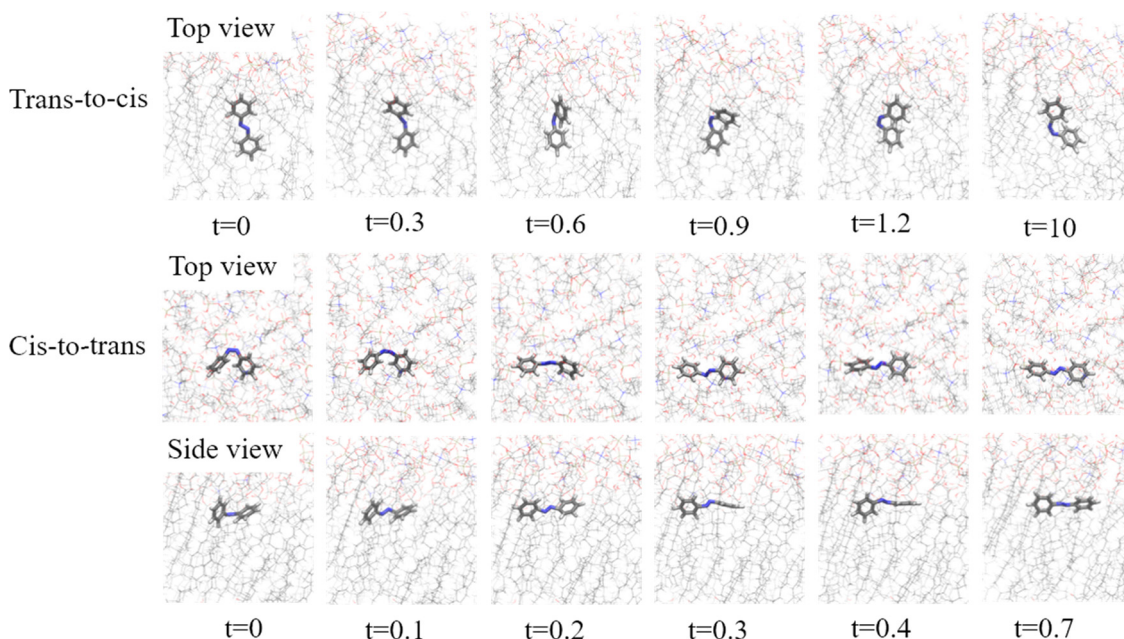 Top view
Trans-to-cis
t=0 t=0.3 t=0.6 t=0.9 t=1.2 t=10
Top view
Cis-to-trans
Side view
t=0 t=0.1 t=0.2 t=0.3 t=0.4 t=0.7